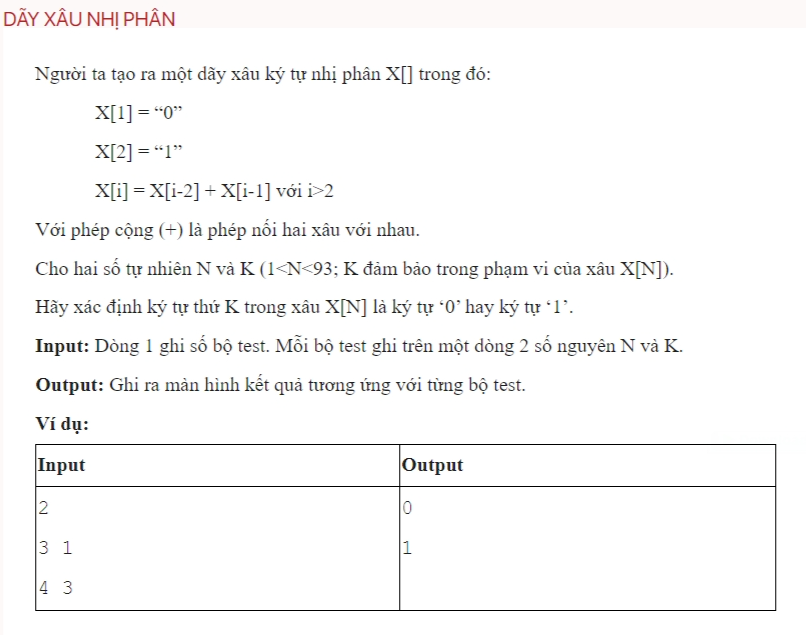 DÃY XÂU NHỊ PHÂN
Người ta tạo ra một dãy xâu ký tự nhị phân X[] trong đó:
X[1] = “0”
X[2] = “1”
X[i] = X[i-2] + X[i-1] với i>2
Với phép cộng (+) là phép nối hai xâu với nhau.
Cho hai số tự nhiên N và K (1<N<93; K đảm bảo trong phạm vi của xâu X[N]).
Hãy xác định ký tự thứ K trong xâu X[N] là ký tự ‘0’ hay ký tự ‘1’.
Input: Dòng 1 ghi số bộ test. Mỗi bộ test ghi trên một dòng 2 số nguyên N và K.
Output: Ghi ra màn hình kết quả tương ứng với từng bộ test.
Ví dụ:
Input Output
2 0
3 1 1
4 3